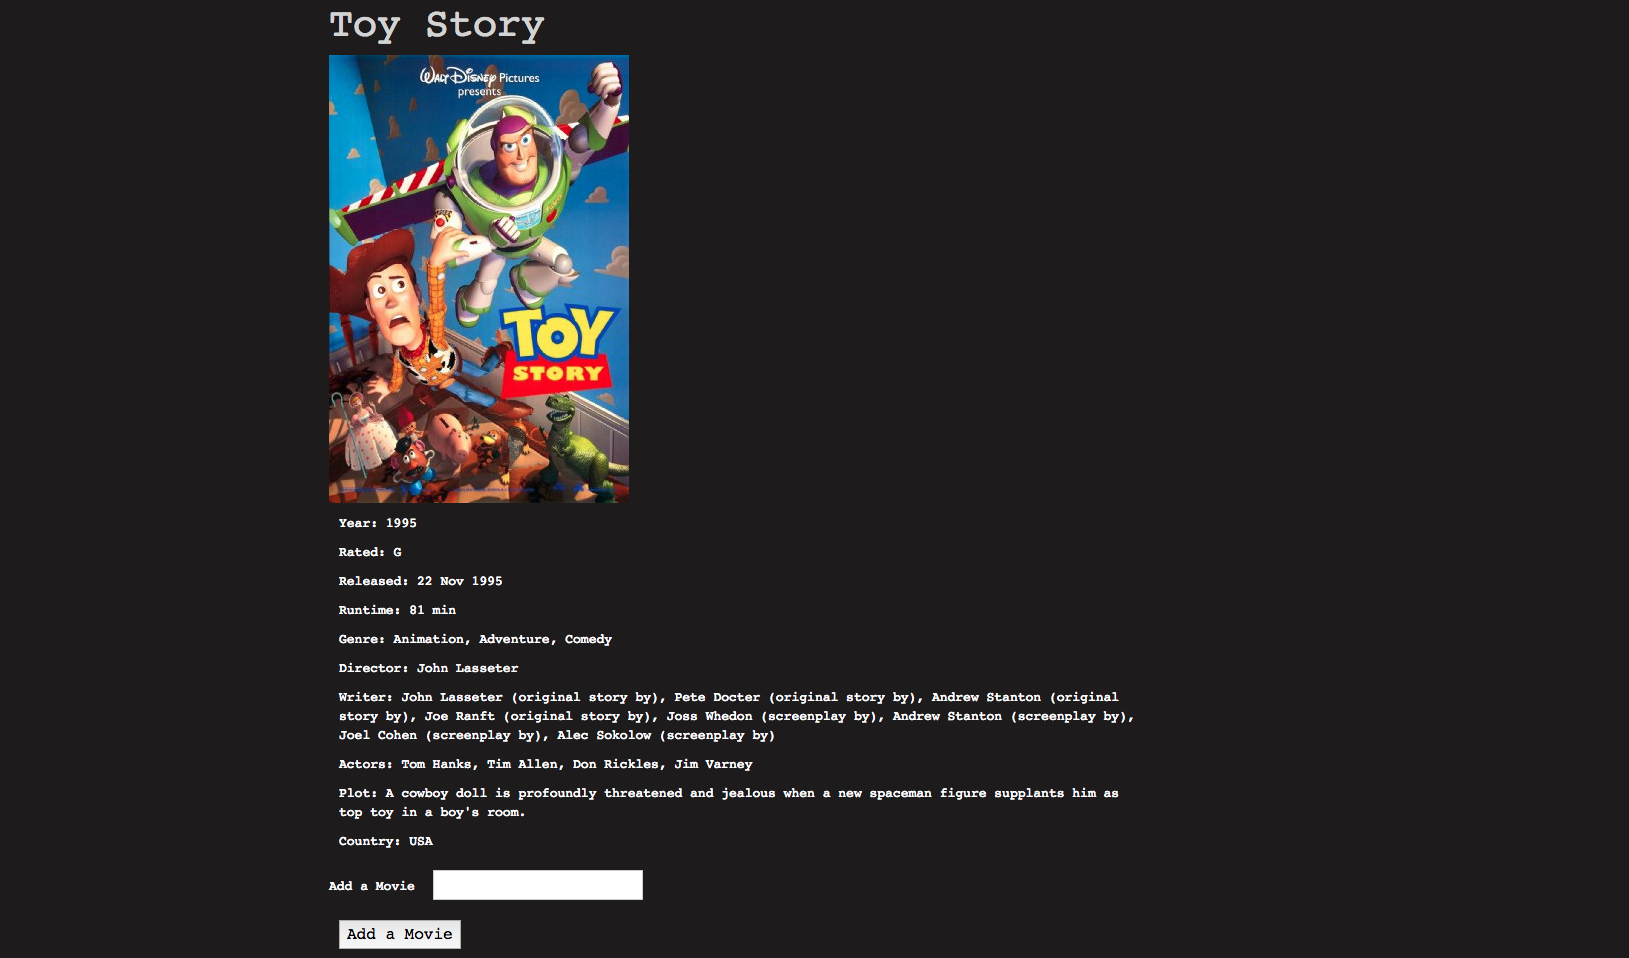 Toy Story
WALT DISNEY Pictures
presents
TOY
STORY
Year: 1995
Rated: G
Released: 22 Nov 1995
Runtime: 81 min
Genre: Animation, Adventure, Comedy
Director: John Lasseter
Writer: John Lasseter (original story by), Pete Docter (original story by), Andrew Stanton (original
story by), Joe Ranft (original story by), Joss Whedon (screenplay by), Andrew Stanton (screenplay by),
Joel Cohen (screenplay by), Alec Sokolow (screenplay by)
Actors: Tom Hanks, Tim Allen, Don Rickles, Jim Varney
Plot: A cowboy doll is profoundly threatened and jealous when a new spaceman figure supplants him as
top toy in a boy's room.
Country: USA
Add a Movie
Add a Movie